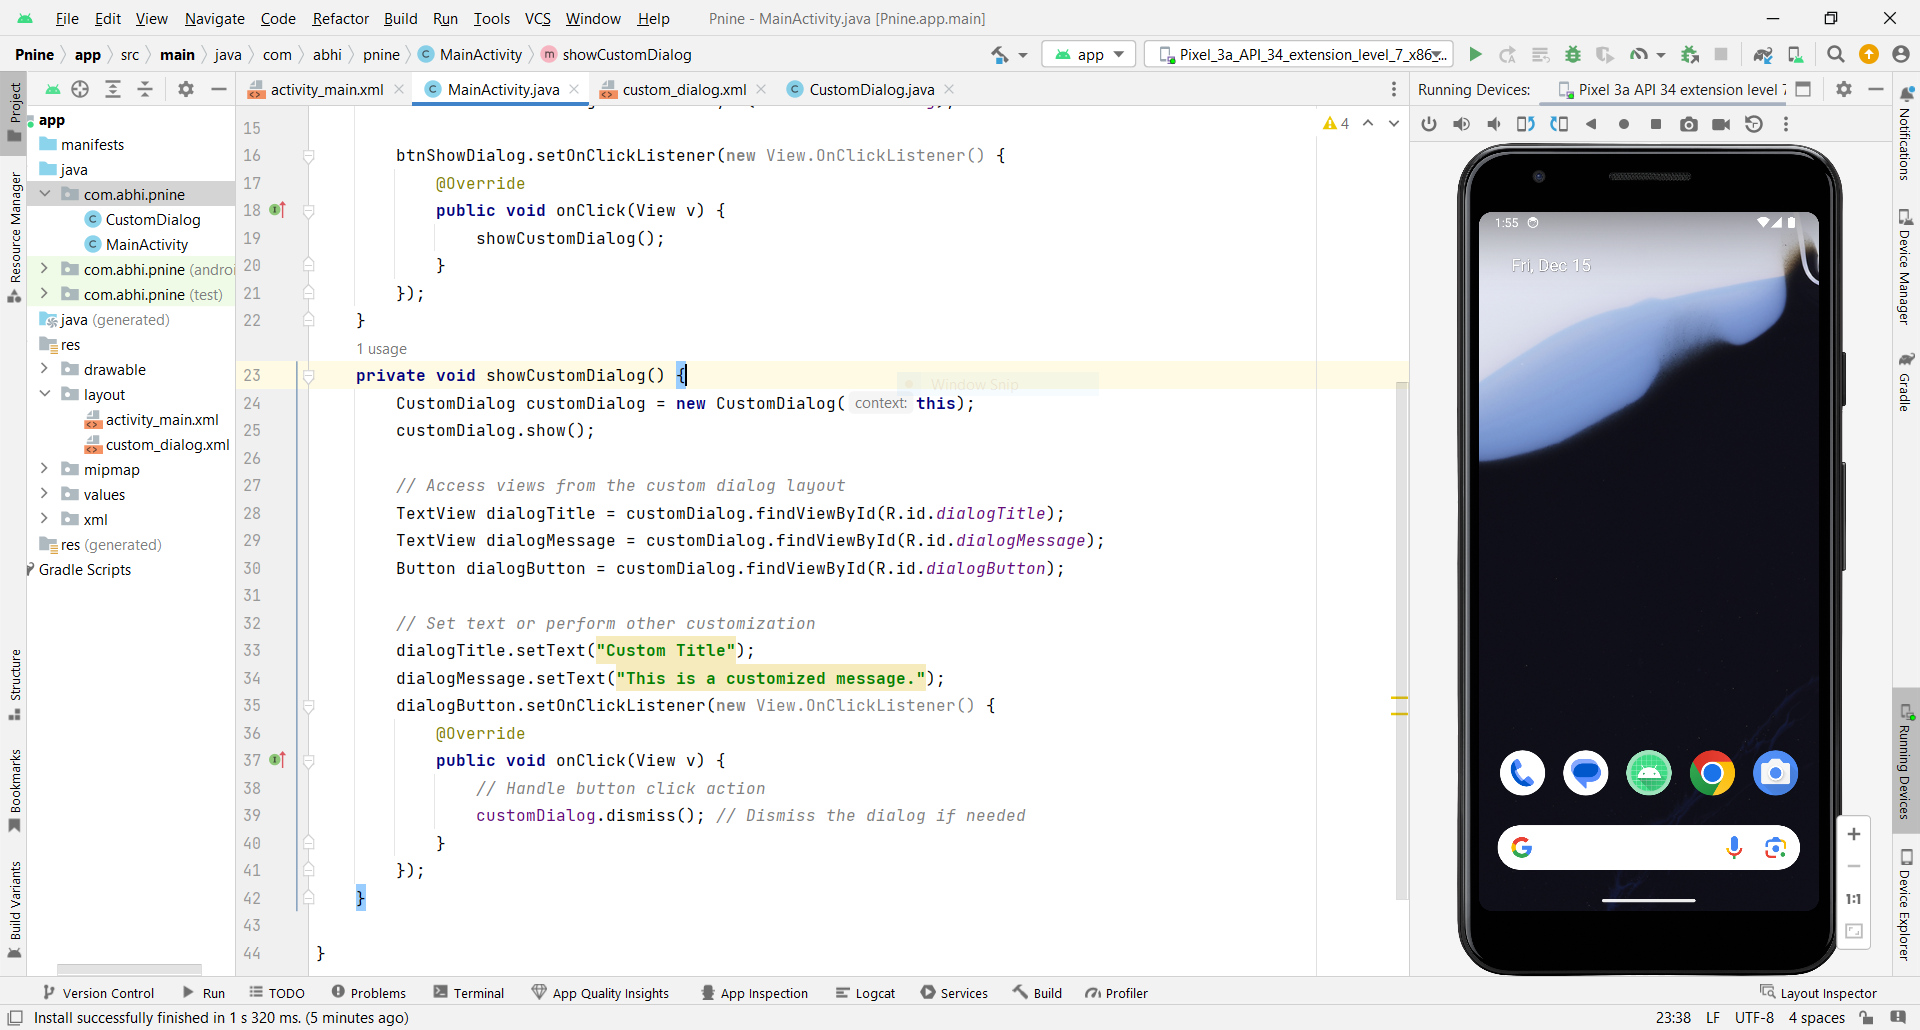 File Edit View Navigate Code Refactor Build Run Tools VCS Window Help Pnine - MainActivity.java [Pnine.app.main]
Pnine app src main java com abhi pnine C MainActivity m showCustomDialog app Pixel_3a_API_34_extension_level_7_x86_...
activity_main.xml C MainActivity.java custom_dialog.xml C CustomDialog.java Running Devices: Pixel 3a API 34 extension level 7
Project
Resource Manager
Structure
Bookmarks
Build Variants
app
manifests
java
com.abhi.pnine
C CustomDialog
C MainActivity
com.abhi.pnine (androi
com.abhi.pnine (test)
java (generated)
res
drawable
layout
activity_main.xml
custom_dialog.xml
mipmap
values
xml
res (generated)
Gradle Scripts
4
15
16 btnShowDialog.setOnClickListener(new View.OnClickListener() {
17 @Override
18 public void onClick(View v) {
19 showCustomDialog();
20 }
21 });
22 }
1 usage
23 private void showCustomDialog() {
Window Snip
24 CustomDialog customDialog = new CustomDialog( context: this);
25 customDialog.show();
26
27 // Access views from the custom dialog layout
28 TextView dialogTitle = customDialog.findViewById(R.id.dialogTitle);
29 TextView dialogMessage = customDialog.findViewById(R.id.dialogMessage);
30 Button dialogButton = customDialog.findViewById(R.id.dialogButton);
31
32 // Set text or perform other customization
33 dialogTitle.setText("Custom Title");
34 dialogMessage.setText("This is a customized message.");
35 dialogButton.setOnClickListener(new View.OnClickListener() {
36 @Override
37 public void onClick(View v) {
38 // Handle button click action
39 customDialog.dismiss(); // Dismiss the dialog if needed
40 }
41 });
42 }
43
44 }
1:55
Fri, Dec 15
G
1:1
Notifications
Device Manager
Gradle
Running Devices
Device Explorer
Version Control Run TODO Problems Terminal App Quality Insights App Inspection Logcat Services Build Profiler Layout Inspector
Install successfully finished in 1 s 320 ms. (5 minutes ago) 23:38 LF UTF-8 4 spaces